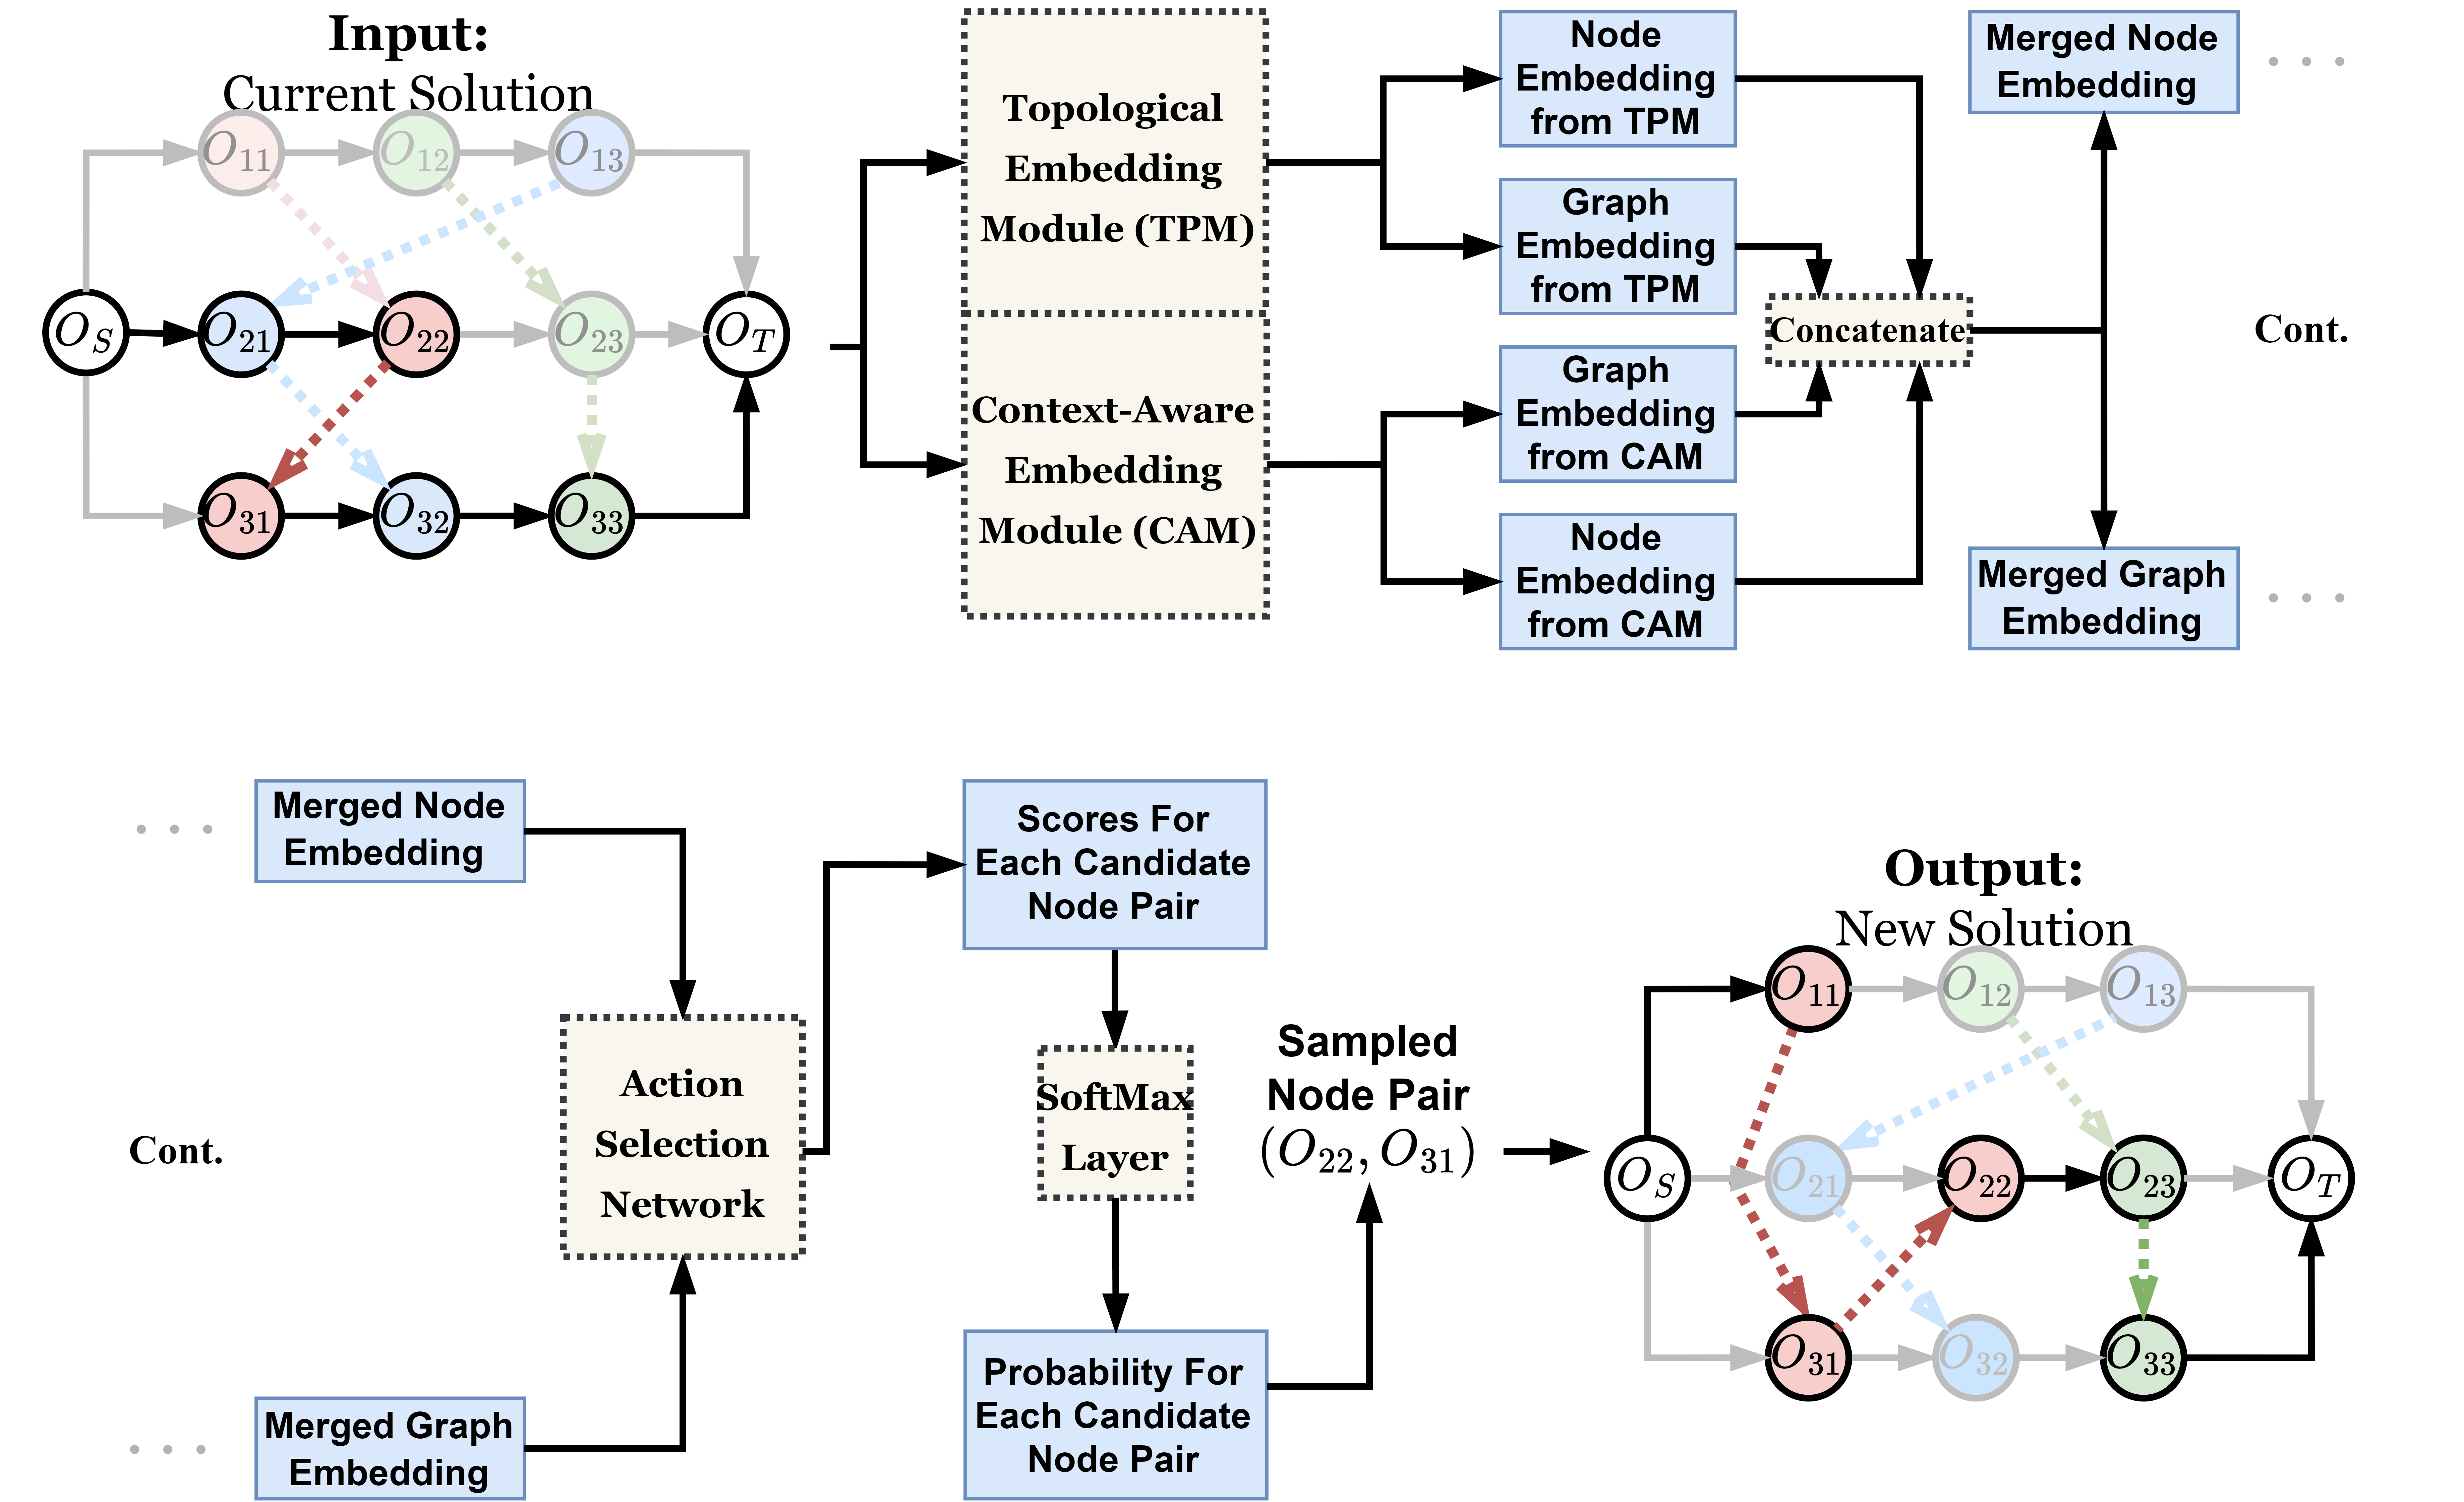 Input:
Current Solution
O11
O12
O13
OS
O21
O22
O23
OT
O31
O32
O33
Topological
Embedding
Module (TPM)
Context-Aware
Embedding
Module (CAM)
Node
Embedding
from TPM
Graph
Embedding
from TPM
Graph
Embedding
from CAM
Node
Embedding
from CAM
Concatenate
Merged Node
Embedding
. . .
Cont.
Merged Graph
Embedding
. . .
. . .
Merged Node
Embedding
Cont.
. . .
Merged Graph
Embedding
Action
Selection
Network
Scores For
Each Candidate
Node Pair
SoftMax
Layer
Probability For
Each Candidate
Node Pair
Sampled
Node Pair
(O22, O31)
Output:
New Solution
O11
O12
O13
OS
O21
O22
O23
OT
O31
O32
O33